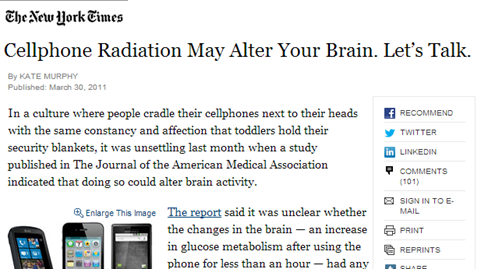 The New York Times
Cellphone Radiation May Alter Your Brain. Let's Talk.
By KATE MURPHY
Published: March 30, 2011
In a culture where people cradle their cellphones next to their heads
with the same constancy and affection that toddlers hold their
security blankets, it was unsettling last month when a study
published in The Journal of the American Medical Association
indicated that doing so could alter brain activity.
Enlarge This Image
The report said it was unclear whether
the changes in the brain — an increase
in glucose metabolism after using the
phone for less than an hour — had any
RECOMMEND
TWITTER
LINKEDIN
COMMENTS
(101)
SIGN IN TO E-
MAIL
PRINT
REPRINTS
SHARE